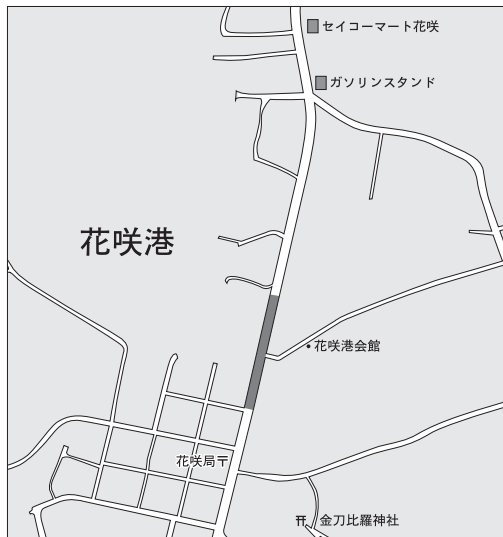 セイコーマート花咲
ガソリンスタンド
花咲港
花咲港会館
花咲局〒
金刀比羅神社